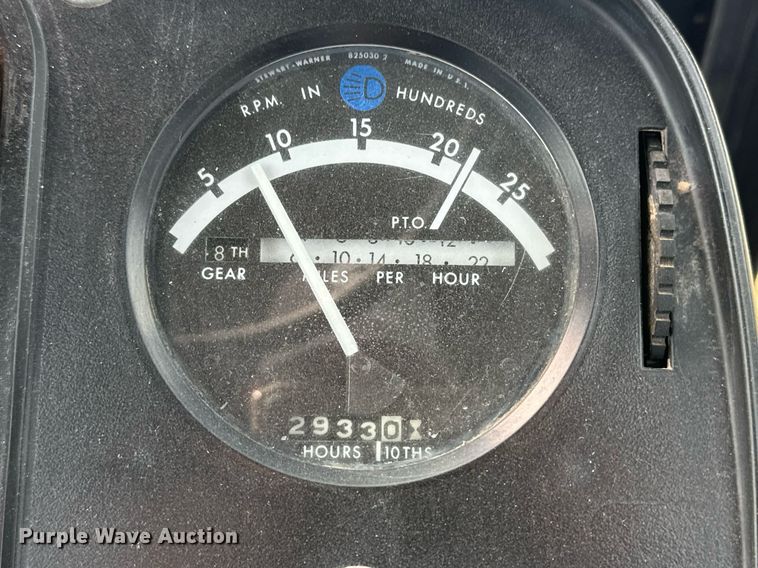 STEWART-WARNER 825030 2 MADE IN U.S.A.
R.P.M. IN HUNDREDS
5 10 15 20 25
P.T.O.
8 TH
6 · 10 · 14 · 18 · 22
GEAR MILES PER HOUR
29330
HOURS 10THS
Purple Wave Auction